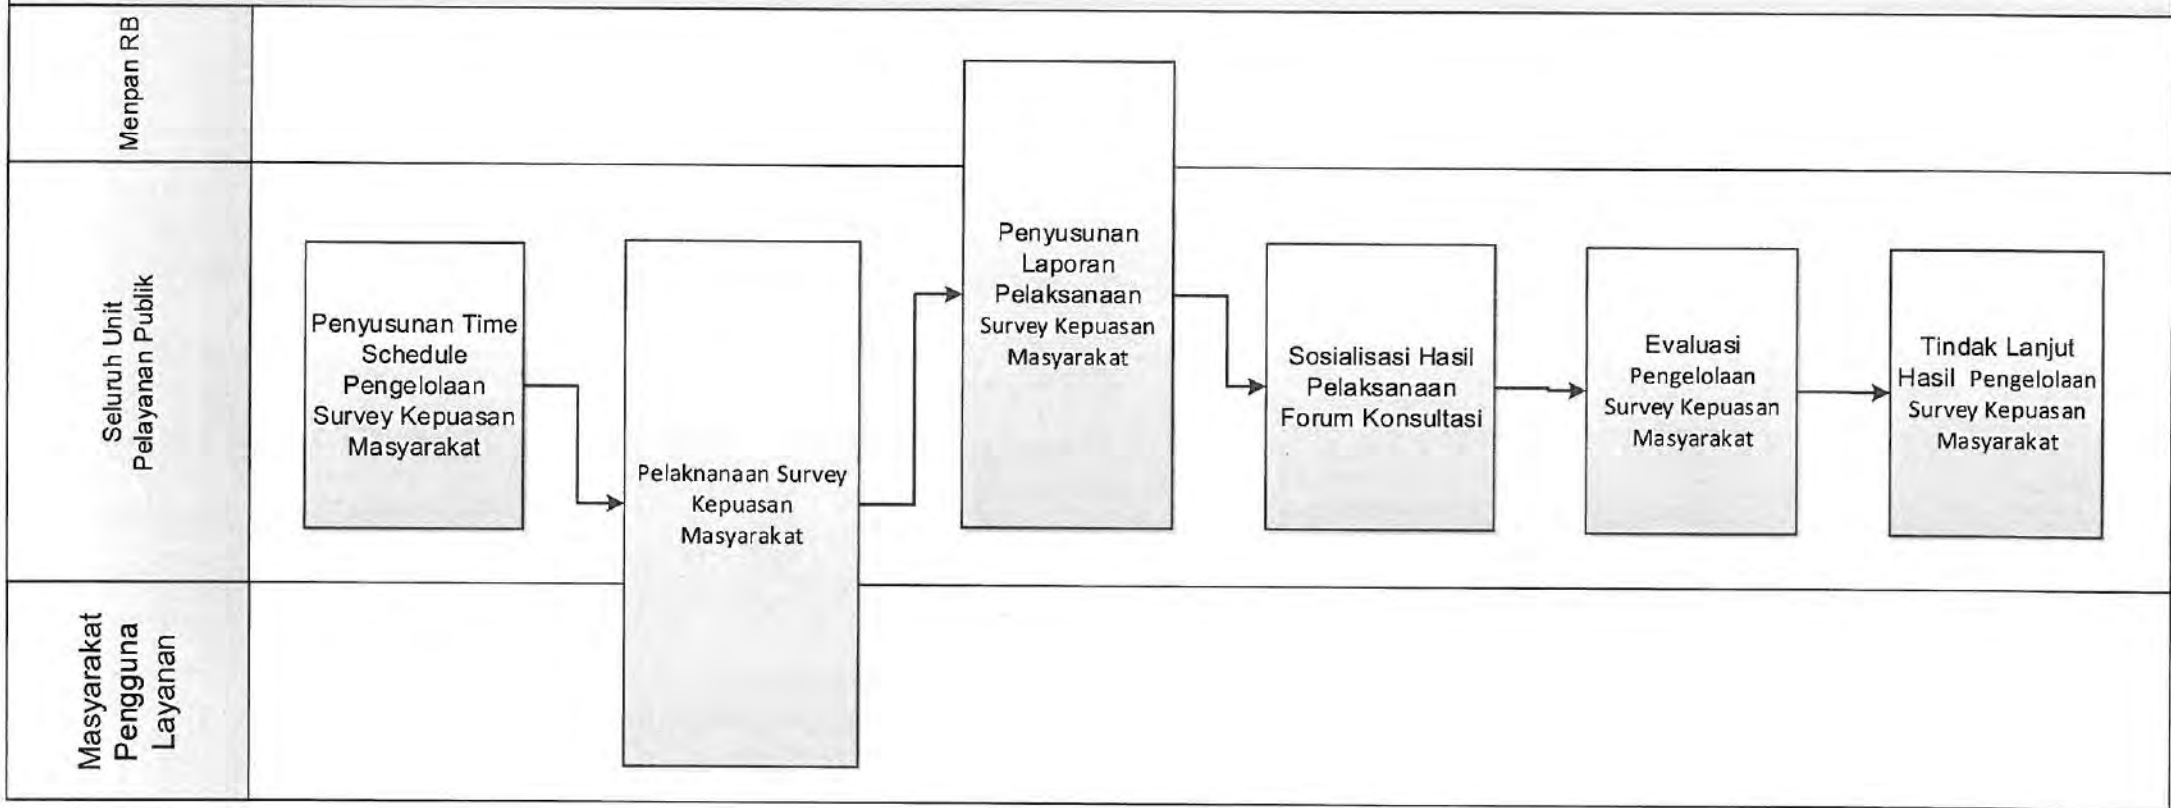 Menpan RB
Seluruh Unit
Pelayanan Publik
Masyarakat
Pengguna
Layanan
Penyusunan Time
Schedule
Pengelolaan
Survey Kepuasan
Masyarakat
Pelaknanaan Survey
Kepuasan
Masyarakat
Penyusunan
Laporan
Pelaksanaan
Survey Kepuasan
Masyarakat
Sosialisasi Hasil
Pelaksanaan
Forum Konsultasi
Evaluasi
Pengelolaan
Survey Kepuasan
Masyarakat
Tindak Lanjut
Hasil Pengelolaan
Survey Kepuasan
Masyarakat